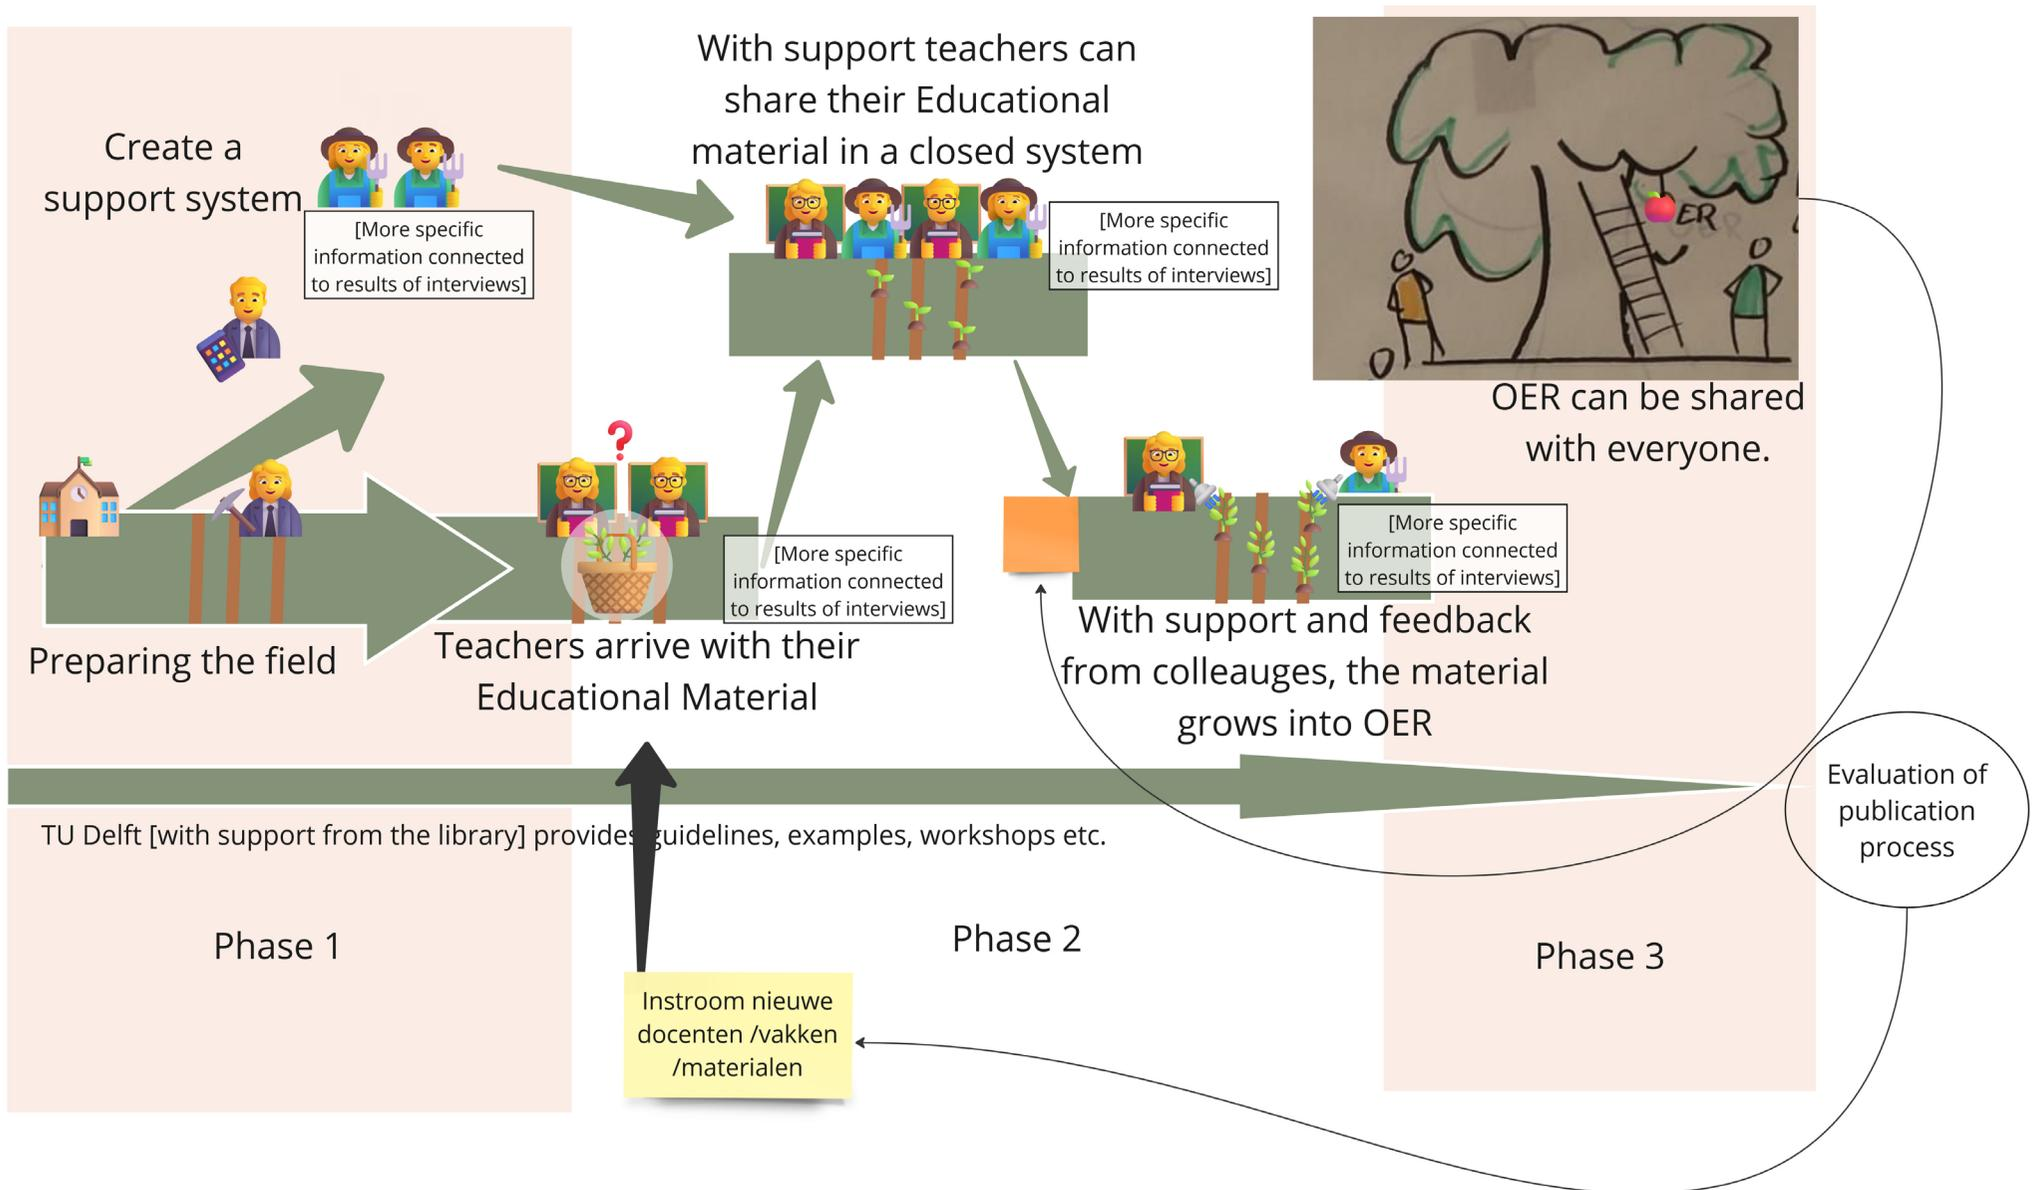 With support teachers can
share their Educational
material in a closed system
Create a
support system
[More specific
information connected
to results of interviews]
[More specific
information connected
to results of interviews]
OER
OER can be shared
with everyone.
?
[More specific
information connected
to results of interviews]
[More specific
information connected
to results of interviews]
Preparing the field
Teachers arrive with their
Educational Material
With support and feedback
from colleauges, the material
grows into OER
Evaluation of
publication
process
TU Delft [with support from the library] provides guidelines, examples, workshops etc.
Phase 1
Phase 2
Phase 3
Instroom nieuwe
docenten /vakken
/materialen